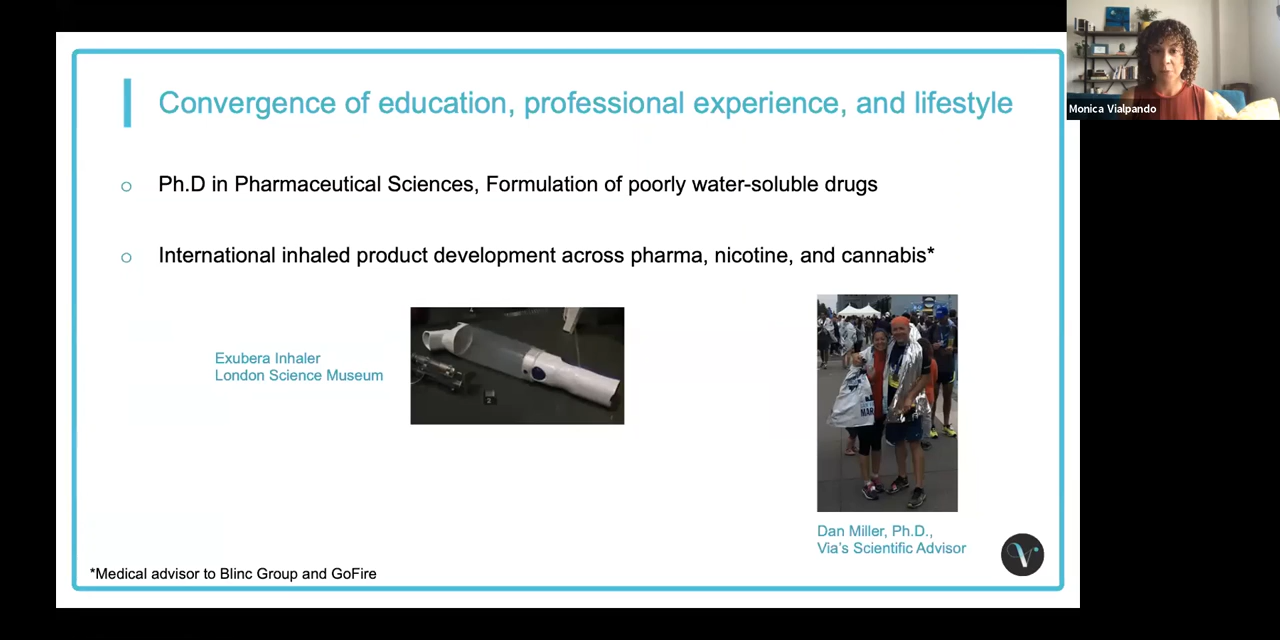 Convergence of education, professional experience, and lifestyle
Monica Vialpando
Ph.D in Pharmaceutical Sciences, Formulation of poorly water-soluble drugs
International inhaled product development across pharma, nicotine, and cannabis*
Exubera Inhaler
London Science Museum
Dan Miller, Ph.D.,
Via's Scientific Advisor
V
*Medical advisor to Blinc Group and GoFire